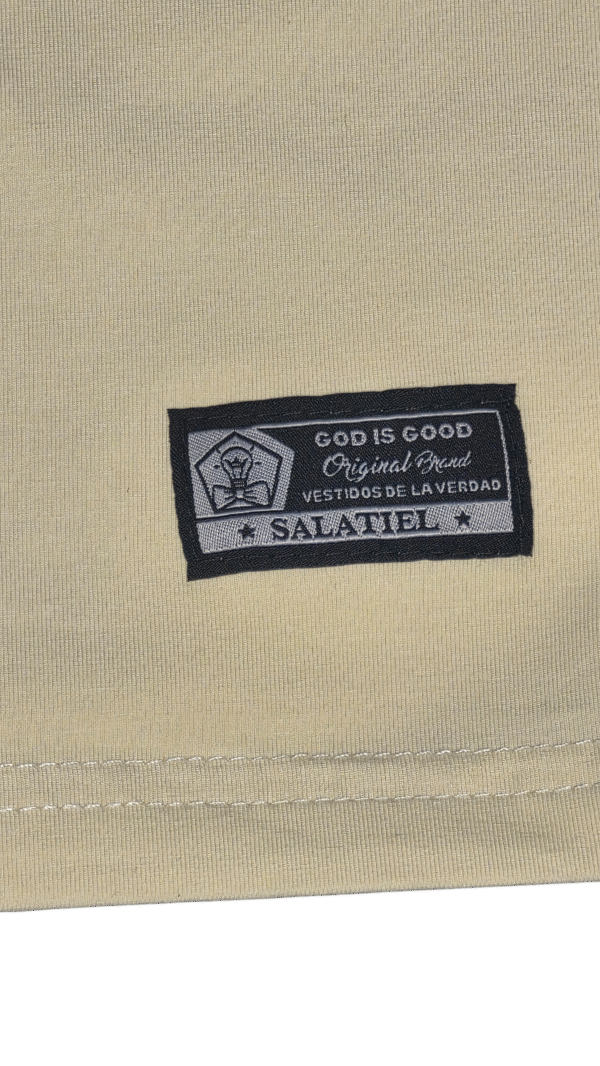 GOD IS GOOD
Original Brand
VESTIDOS DE LA VERDAD
★ SALATIEL ★